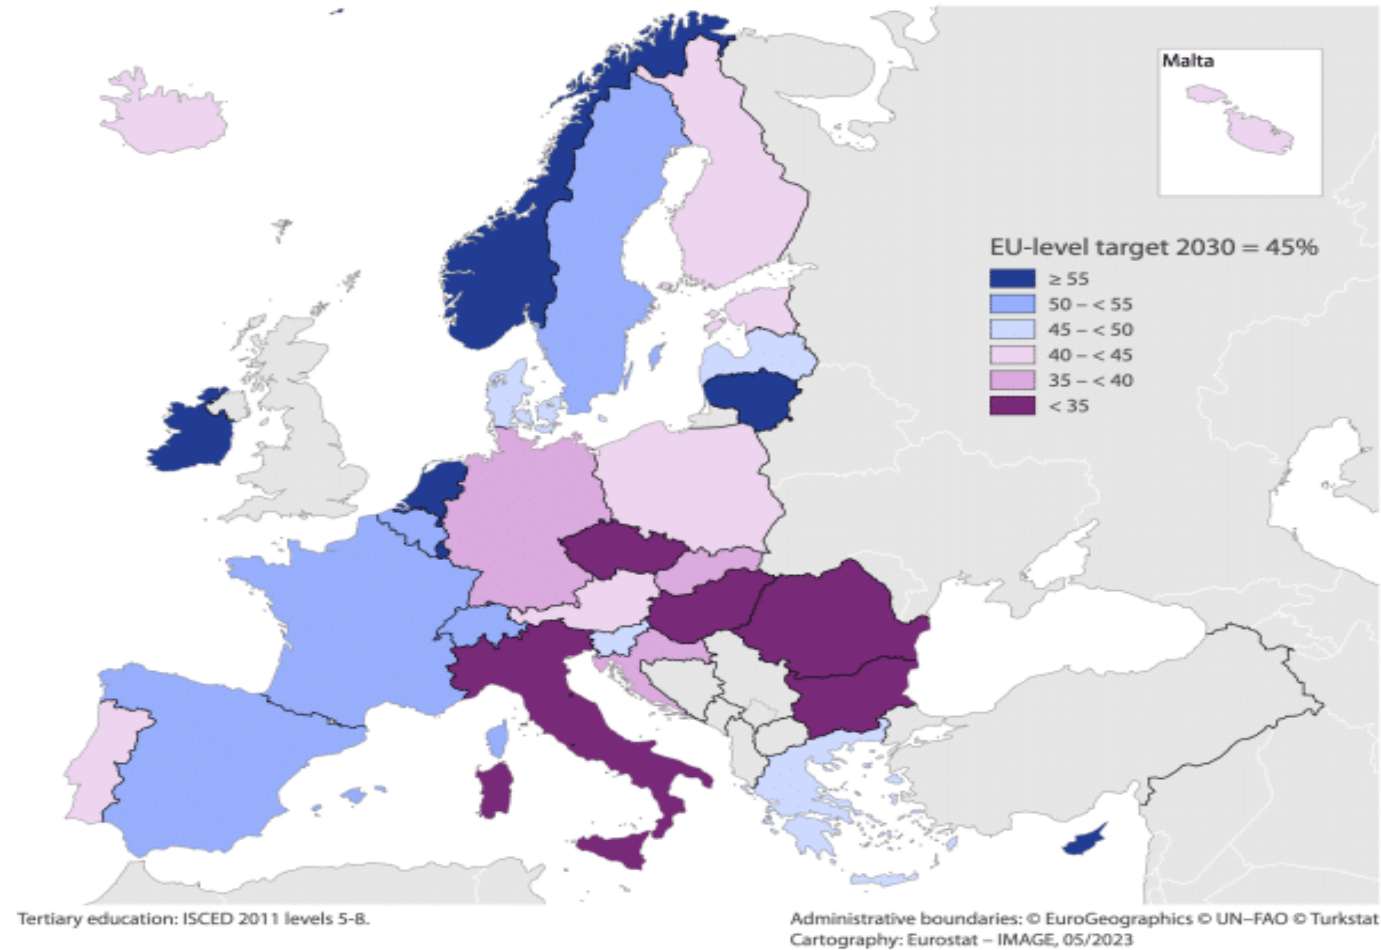 Malta
EU-level target 2030 = 45%
≥ 55
50 – < 55
45 – < 50
40 – < 45
35 – < 40
< 35
Tertiary education: ISCED 2011 levels 5-8.
Administrative boundaries: © EuroGeographics © UN–FAO © Turkstat
Cartography: Eurostat – IMAGE, 05/2023